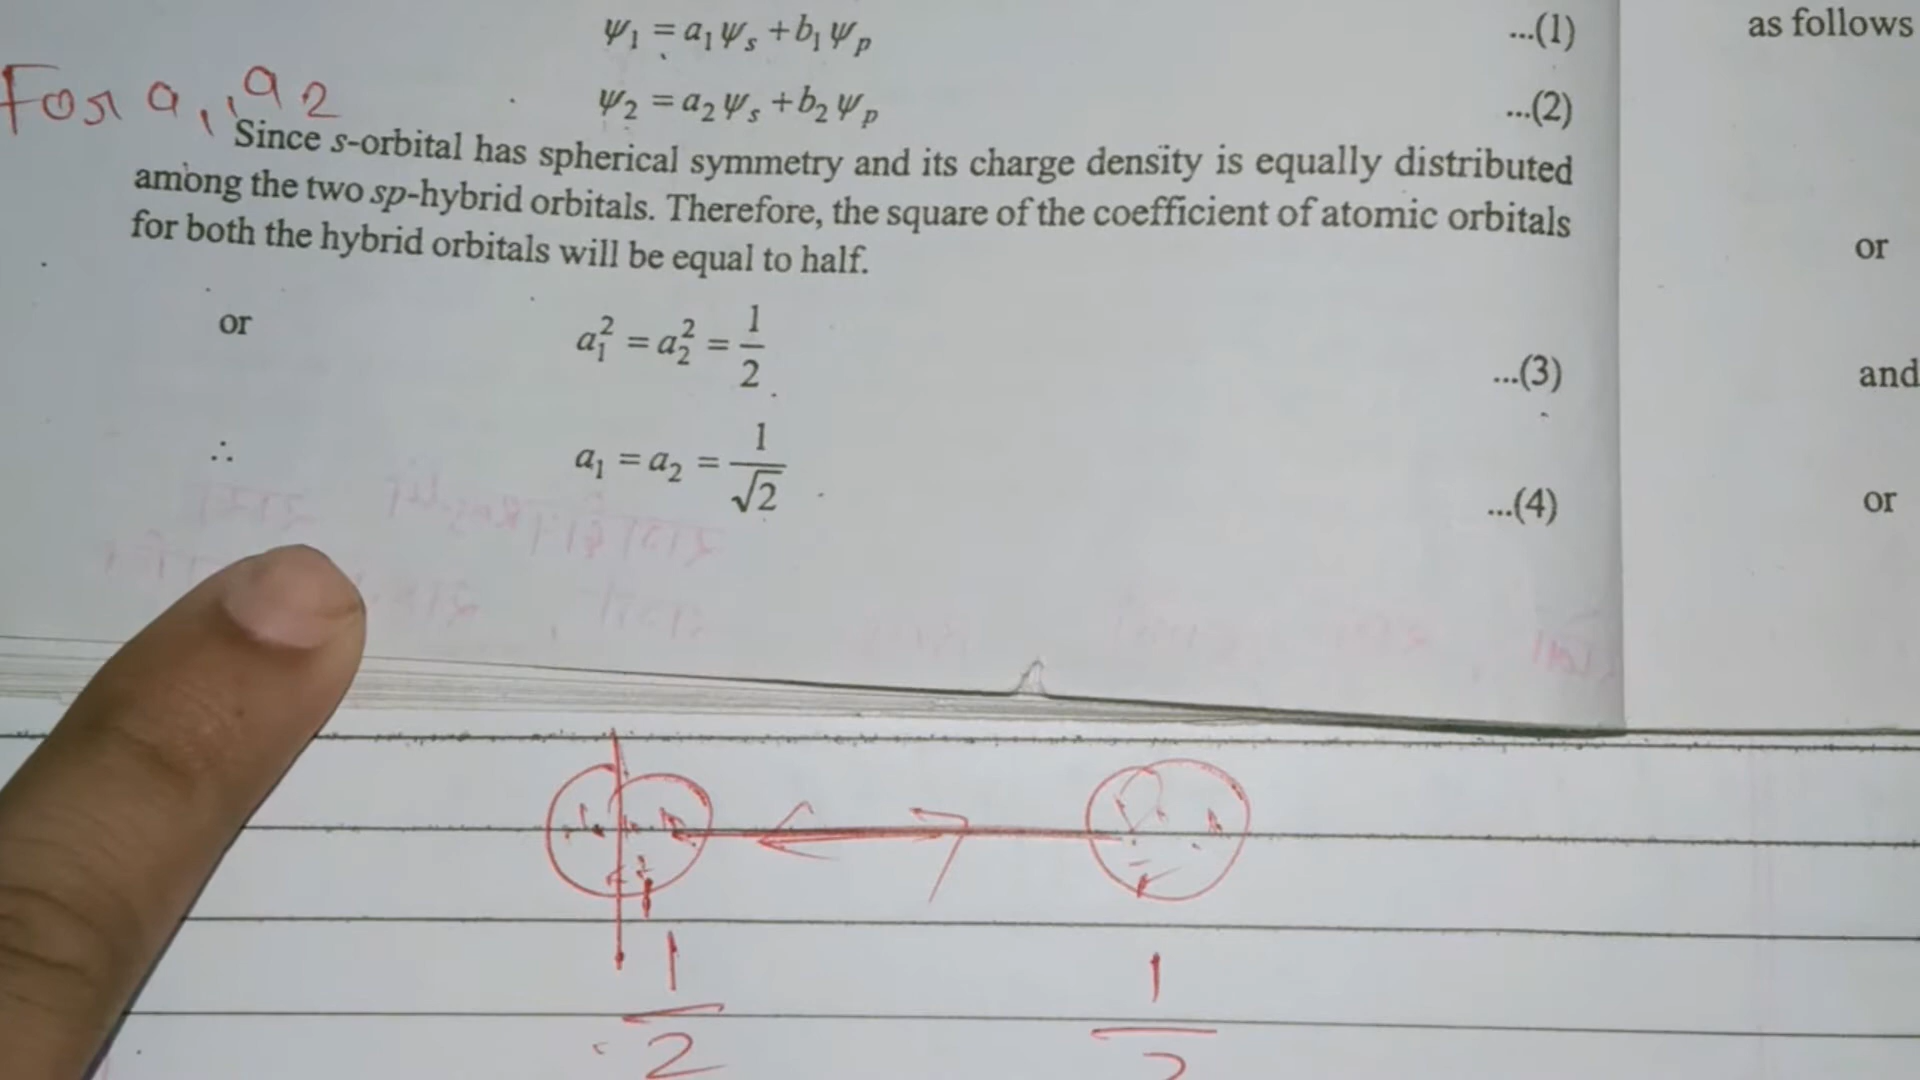 ψ₁ = a₁ψₛ + b₁ψₚ ...(1)
For a₁, a₂
ψ₂ = a₂ψₛ + b₂ψₚ ...(2)
Since s-orbital has spherical symmetry and its charge density is equally distributed
among the two sp-hybrid orbitals. Therefore, the square of the coefficient of atomic orbitals
for both the hybrid orbitals will be equal to half.
or a₁² = a₂² = 1/2 ...(3)
∴ a₁ = a₂ = 1/√2 ...(4)
as follows
or
and
or
1/2 1/2